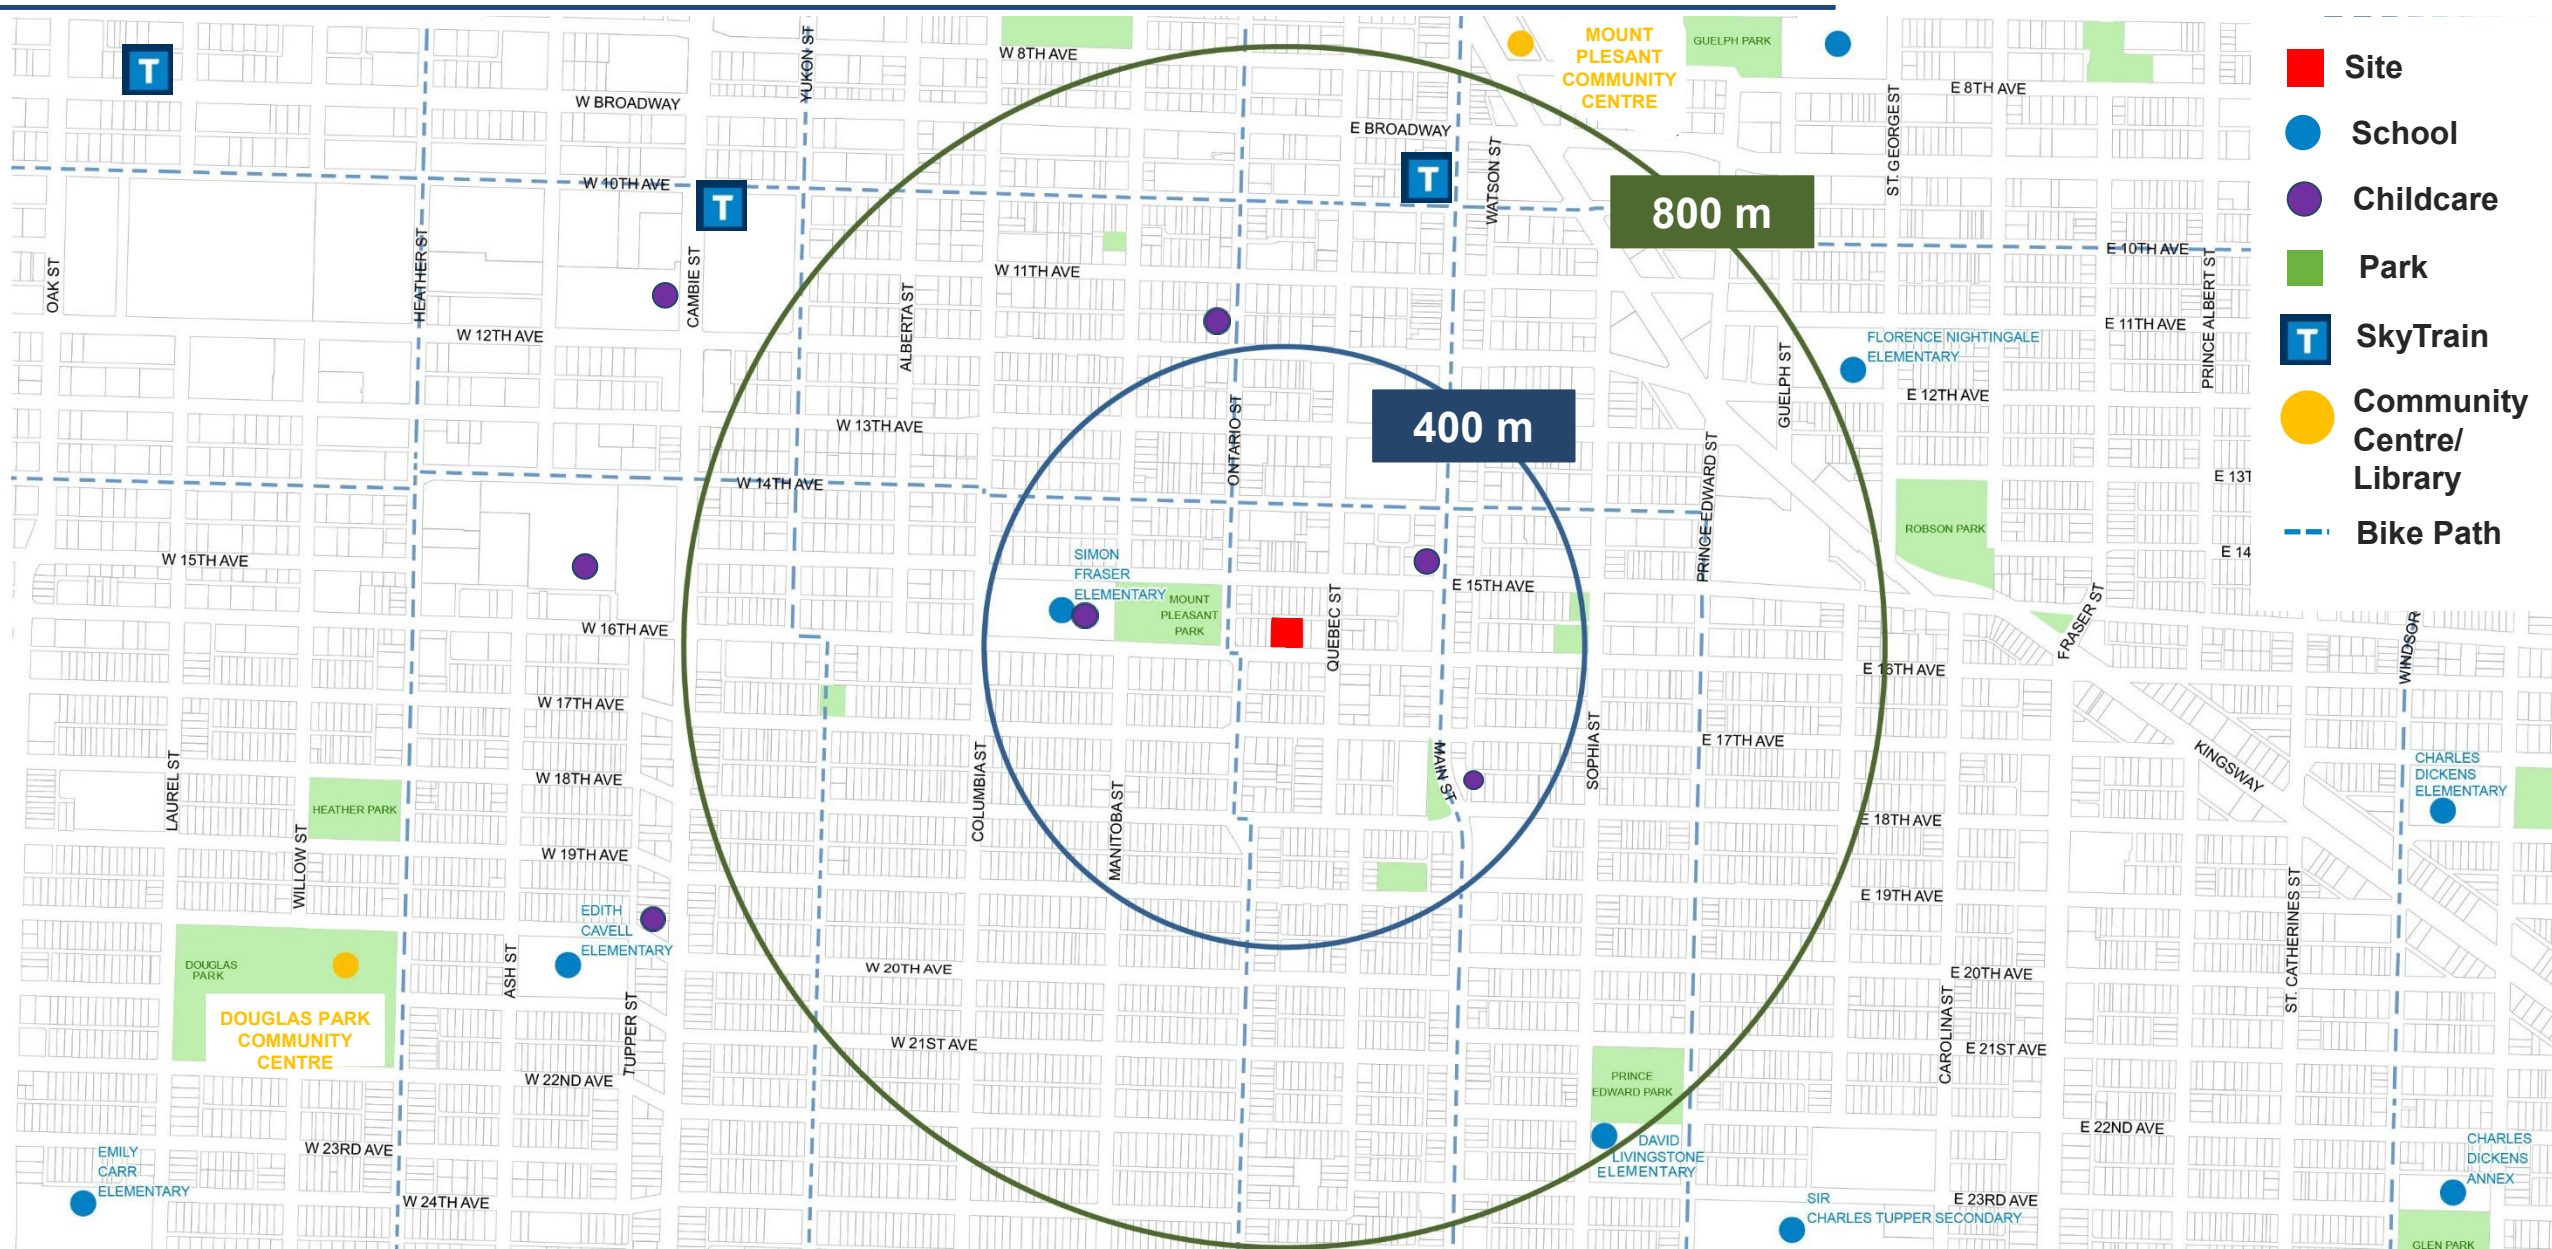 W 8TH AVE
YUKON ST
MOUNT
PLESANT
COMMUNITY
CENTRE
GUELPH PARK
T
W BROADWAY
E BROADWAY
E 8TH AVE
ST. GEORGE ST
WATSON ST
T
W 10TH AVE
T
800 m
E 10TH AVE
OAK ST
HEATHER ST
CAMBIE ST
W 11TH AVE
ALBERTA ST
PRINCE ALBERT ST
E 11TH AVE
W 12TH AVE
FLORENCE NIGHTINGALE
ELEMENTARY
GUELPH ST
E 12TH AVE
W 13TH AVE
ONTARIO ST
400 m
PRINCE EDWARD ST
E 13T
W 14TH AVE
ROBSON PARK
E 14
W 15TH AVE
SIMON
FRASER
ELEMENTARY
MOUNT
PLEASANT
PARK
E 15TH AVE
QUEBEC ST
W 16TH AVE
FRASER ST
WINDSOR
E 16TH AVE
W 17TH AVE
E 17TH AVE
SOPHIA ST
MAIN ST
KINGSWAY
LAUREL ST
W 18TH AVE
COLUMBIA ST
MANITOBA ST
HEATHER PARK
CHARLES
DICKENS
ELEMENTARY
E 18TH AVE
WILLOW ST
W 19TH AVE
E 19TH AVE
ST. CATHERINES ST
EDITH
CAVELL
ELEMENTARY
DOUGLAS
PARK
ASH ST
W 20TH AVE
E 20TH AVE
DOUGLAS PARK
COMMUNITY
CENTRE
TUPPER ST
W 21ST AVE
CAROLINA ST
E 21ST AVE
W 22ND AVE
PRINCE
EDWARD PARK
E 22ND AVE
W 23RD AVE
DAVID
LIVINGSTONE
ELEMENTARY
EMILY
CARR
ELEMENTARY
CHARLES
DICKENS
ANNEX
W 24TH AVE
SIR
CHARLES TUPPER SECONDARY
E 23RD AVE
GLEN PARK
Site
School
Childcare
Park
T
SkyTrain
Community
Centre/
Library
Bike Path